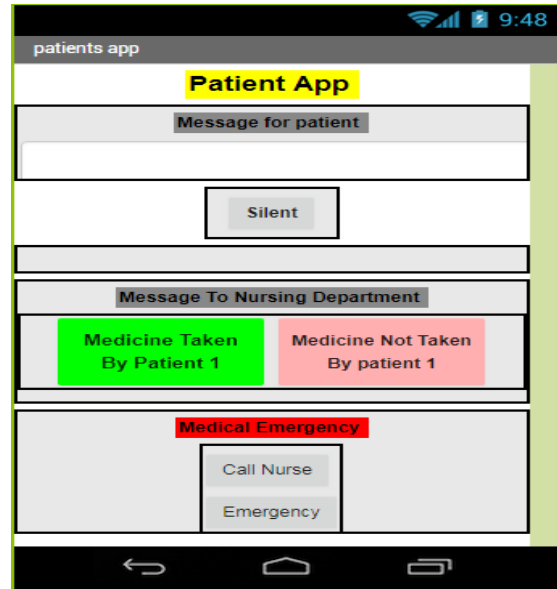 9:48
patients app
Patient App
Message for patient
Silent
Message To Nursing Department
Medicine Taken
By Patient 1
Medicine Not Taken
By patient 1
Medical Emergency
Call Nurse
Emergency